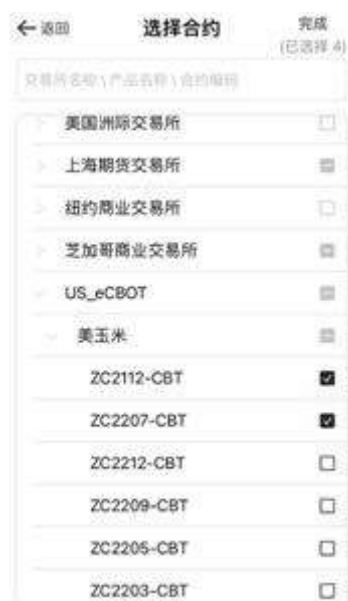 ← 返回 选择合约 完成
(已选择 4)
交易所名称\产品名称\合约编码
美国洲际交易所
上海期货交易所
纽约商业交易所
芝加哥商业交易所
US_eCBOT
美玉米
ZC2112-CBT
ZC2207-CBT
ZC2212-CBT
ZC2209-CBT
ZC2205-CBT
ZC2203-CBT